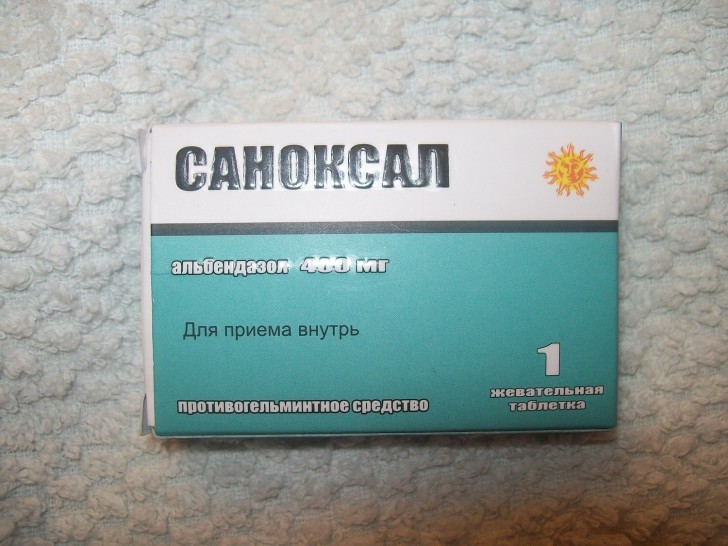 САНОКСАЛ
альбендазол 400 мг
Для приема внутрь
1
жевательная
таблетка
противогельминтное средство